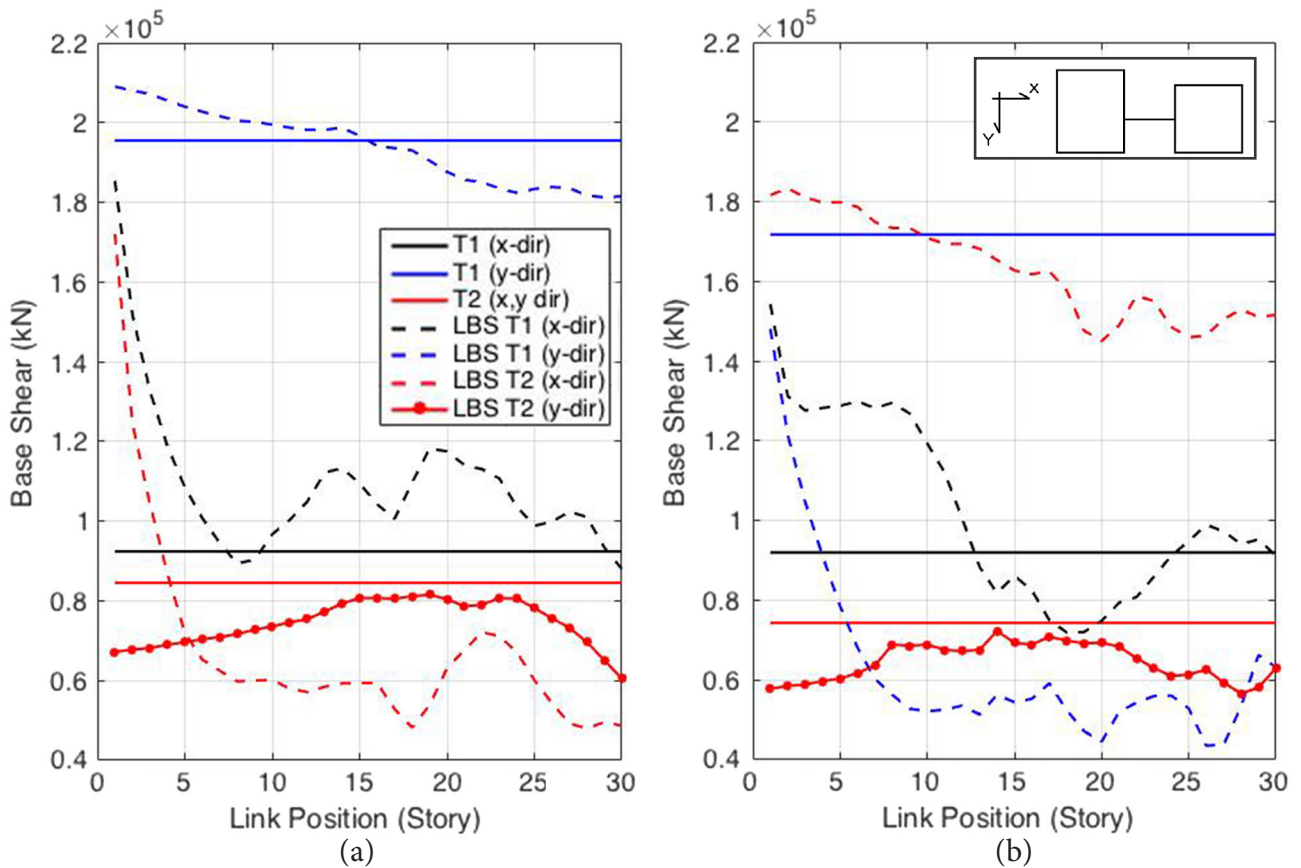 ×10⁵
2.2
2
1.8
1.6
1.4
1.2
1
0.8
0.6
0.4
Base Shear (kN)
T1 (x-dir)
T1 (y-dir)
T2 (x,y dir)
LBS T1 (x-dir)
LBS T1 (y-dir)
LBS T2 (x-dir)
LBS T2 (y-dir)
0 5 10 15 20 25 30
Link Position (Story)
(a)
×10⁵
2.2
2
1.8
1.6
1.4
1.2
1
0.8
0.6
0.4
Base Shear (kN)
x
Y
0 5 10 15 20 25 30
Link Position (Story)
(b)